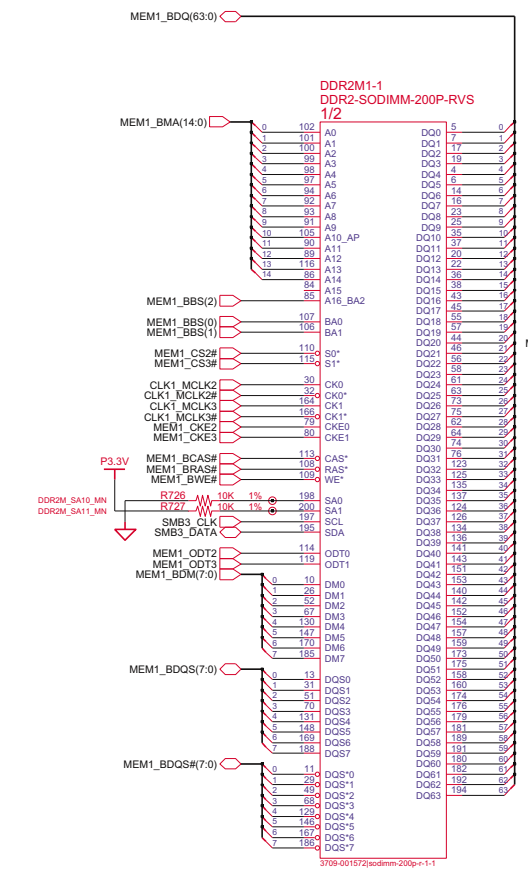 MEM1_BDQ(63:0)
DDR2M1-1
DDR2-SODIMM-200P-RVS
1/2
MEM1_BMA(14:0)
0 102 A0
1 101 A1
2 100 A2
3 99 A3
4 98 A4
5 97 A5
6 94 A6
7 92 A7
8 93 A8
9 91 A9
10 105 A10_AP
11 90 A11
12 89 A12
13 116 A13
14 86 A14
84 A15
MEM1_BBS(2) 85 A16_BA2
MEM1_BBS(0) 107 BA0
MEM1_BBS(1) 106 BA1
MEM1_CS2# 110 S0*
MEM1_CS3# 115 S1*
CLK1_MCLK2 30 CK0
CLK1_MCLK2# 32 CK0*
CLK1_MCLK3 164 CK1
CLK1_MCLK3# 166 CK1*
MEM1_CKE2 79 CKE0
MEM1_CKE3 80 CKE1
MEM1_BCAS# 113 CAS*
MEM1_BRAS# 108 RAS*
MEM1_BWE# 109 WE*
P3.3V
DDR2M_SA10_MN R726 10K 1% 198 SA0
DDR2M_SA11_MN R727 10K 1% 200 SA1
SMB3_CLK 197 SCL
SMB3_DATA 195 SDA
MEM1_ODT2 114 ODT0
MEM1_ODT3 119 ODT1
MEM1_BDM(7:0)
0 10 DM0
1 26 DM1
2 52 DM2
3 67 DM3
4 130 DM4
5 147 DM5
6 170 DM6
7 185 DM7
MEM1_BDQS(7:0)
0 13 DQS0
1 31 DQS1
2 51 DQS2
3 70 DQS3
4 131 DQS4
5 148 DQS5
6 169 DQS6
7 188 DQS7
MEM1_BDQS#(7:0)
0 11 DQS*0
1 29 DQS*1
2 49 DQS*2
3 68 DQS*3
4 129 DQS*4
5 146 DQS*5
6 167 DQS*6
7 186 DQS*7
DQ0 5 0
DQ1 7 1
DQ2 17 2
DQ3 19 3
DQ4 4 4
DQ5 6 5
DQ6 14 6
DQ7 16 7
DQ8 23 8
DQ9 25 9
DQ10 35 10
DQ11 37 11
DQ12 20 12
DQ13 22 13
DQ14 36 14
DQ15 38 15
DQ16 43 16
DQ17 45 17
DQ18 55 18
DQ19 57 19
DQ20 44 20
DQ21 46 21
DQ22 56 22
DQ23 58 23
DQ24 61 24
DQ25 63 25
DQ26 73 26
DQ27 75 27
DQ28 62 28
DQ29 64 29
DQ30 74 30
DQ31 76 31
DQ32 123 32
DQ33 125 33
DQ34 135 34
DQ35 137 35
DQ36 124 36
DQ37 126 37
DQ38 134 38
DQ39 136 39
DQ40 141 40
DQ41 143 41
DQ42 151 42
DQ43 153 43
DQ44 140 44
DQ45 142 45
DQ46 152 46
DQ47 154 47
DQ48 157 48
DQ49 159 49
DQ50 173 50
DQ51 175 51
DQ52 158 52
DQ53 160 53
DQ54 174 54
DQ55 176 55
DQ56 179 56
DQ57 181 57
DQ58 189 58
DQ59 191 59
DQ60 180 60
DQ61 182 61
DQ62 192 62
DQ63 194 63
3709-001572|sodimm-200p-r-1-1